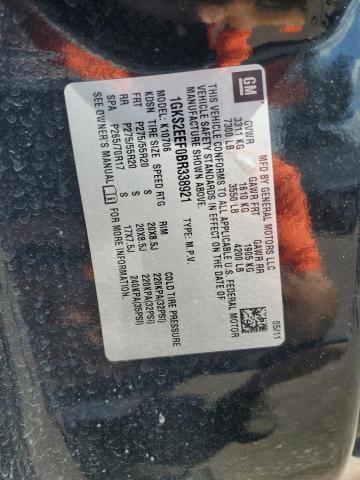 GM
MFD BY GENERAL MOTORS LLC
05/11
GVWR GAWR FRT GAWR RR
3311 KG 1610 KG 1905 KG
7300 LB 3550 LB 4200 LB
THIS VEHICLE CONFORMS TO ALL APPLICABLE U.S. FEDERAL MOTOR
VEHICLE SAFETY STANDARDS IN EFFECT ON THE DATE OF
MANUFACTURE SHOWN ABOVE.
1GKS2EEF0BR338921 TYPE: M.P.V.
MODEL: K10706
KDSN TIRE SIZE SPEED RTG RIM COLD TIRE PRESSURE
FRT P275/55R20 S 20X8.5J 220KPA(32PSI)
RR P275/55R20 S 20X8.5J 220KPA(32PSI)
SPA P265/70R17 S 17X7.5J 240KPA(35PSI)
SEE OWNER'S MANUAL